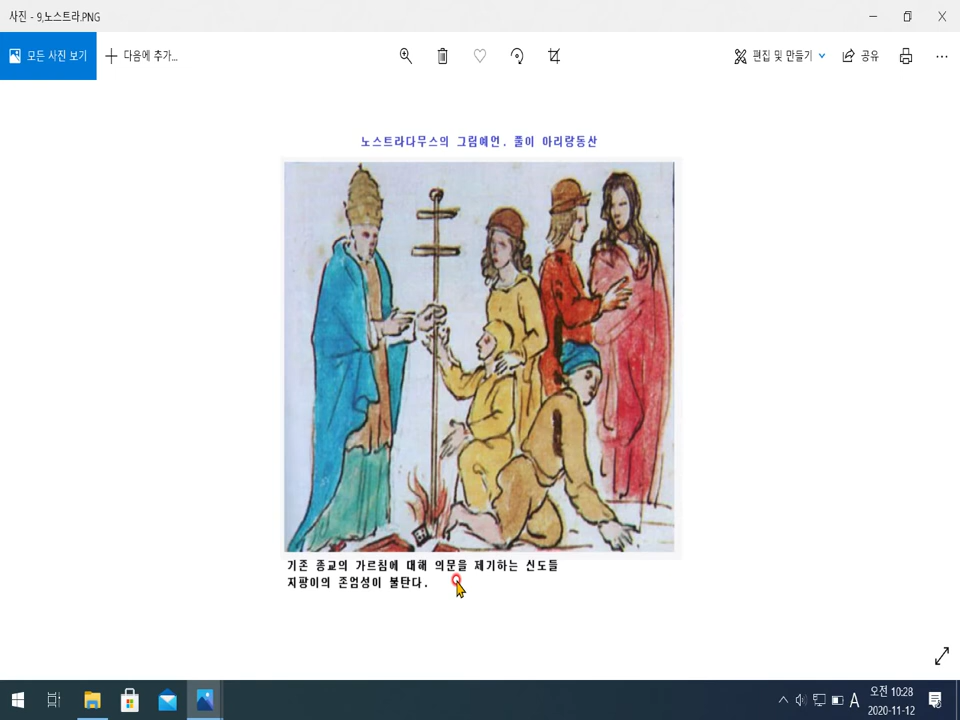 사진 - 9,노스트라.PNG
모든 사진 보기
다음에 추가...
편집 및 만들기
공유
노스트라다무스의 그림예언. 풀이 아리랑동산
기존 종교의 가르침에 대해 의문을 제기하는 신도들
지팡이의 존엄성이 불탄다.
A
오전 10:28
2020-11-12